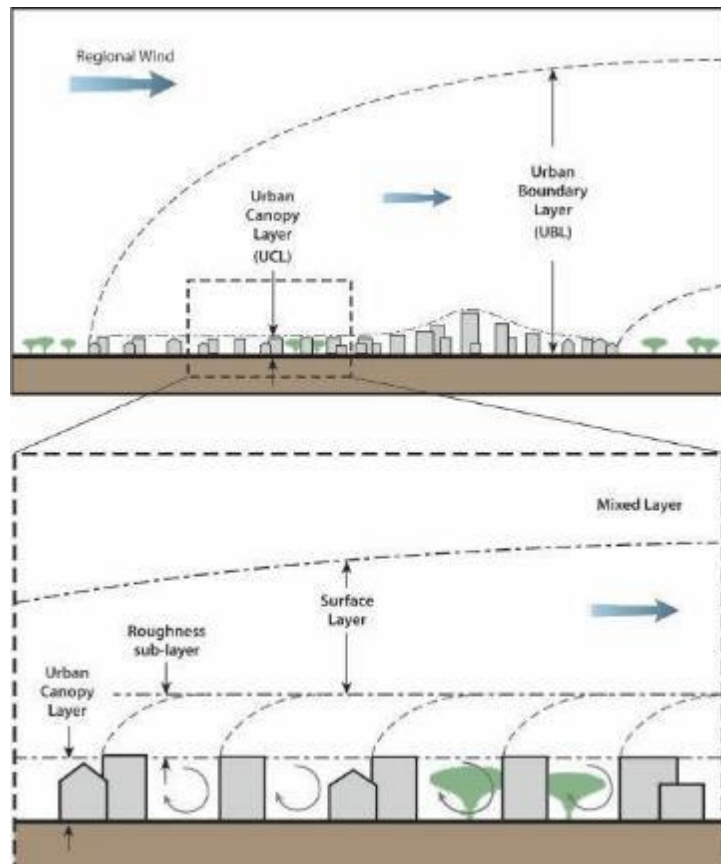 Regional Wind
Urban
Canopy
Layer
(UCL)
Urban
Boundary
Layer
(UBL)
Mixed Layer
Surface
Layer
Roughness
sub-layer
Urban
Canopy
Layer